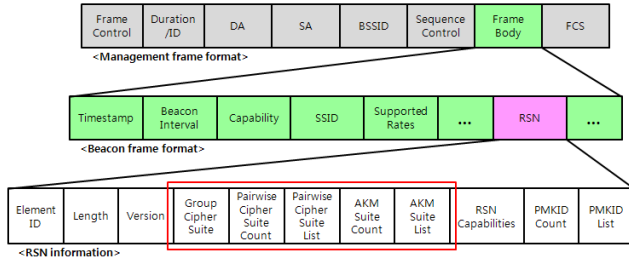 Frame Control
Duration /ID
DA
SA
BSSID
Sequence Control
Frame Body
FCS
<Management frame format>
Timestamp
Beacon Interval
Capability
SSID
Supported Rates
...
RSN
...
<Beacon frame format>
Element ID
Length
Version
Group Cipher Suite
Pairwise Cipher Suite Count
Pairwise Cipher Suite List
AKM Suite Count
AKM Suite List
RSN Capabilities
PMKID Count
PMKID List
<RSN information>